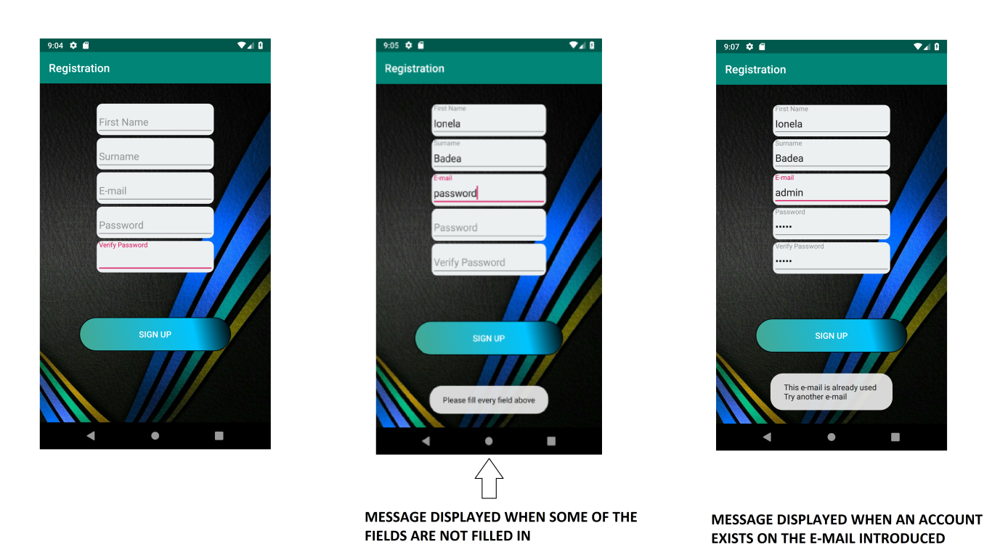 9:04
Registration
First Name
Surname
E-mail
Password
Verify Password
SIGN UP
9:05
Registration
First Name
Ionela
Surname
Badea
E-mail
password
Password
Verify Password
SIGN UP
Please fill every field above
MESSAGE DISPLAYED WHEN SOME OF THE
FIELDS ARE NOT FILLED IN
9:07
Registration
First Name
Ionela
Surname
Badea
E-mail
admin
Password
•••••
Verify Password
•••••
SIGN UP
This e-mail is already used
Try another e-mail
MESSAGE DISPLAYED WHEN AN ACCOUNT
EXISTS ON THE E-MAIL INTRODUCED